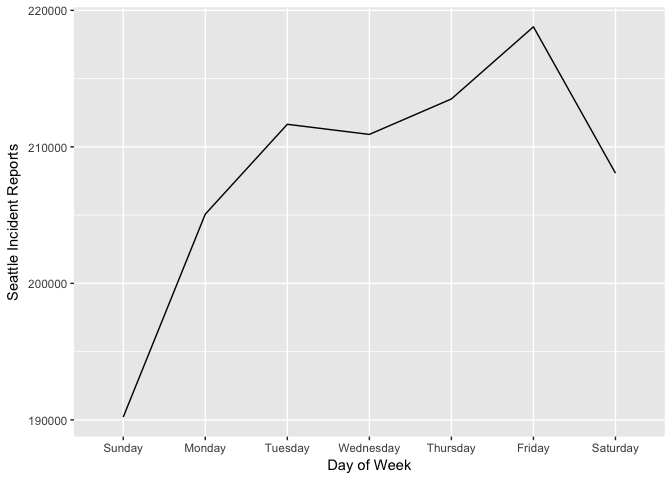 220000
210000
200000
190000
Seattle Incident Reports
Sunday Monday Tuesday Wednesday Thursday Friday Saturday
Day of Week